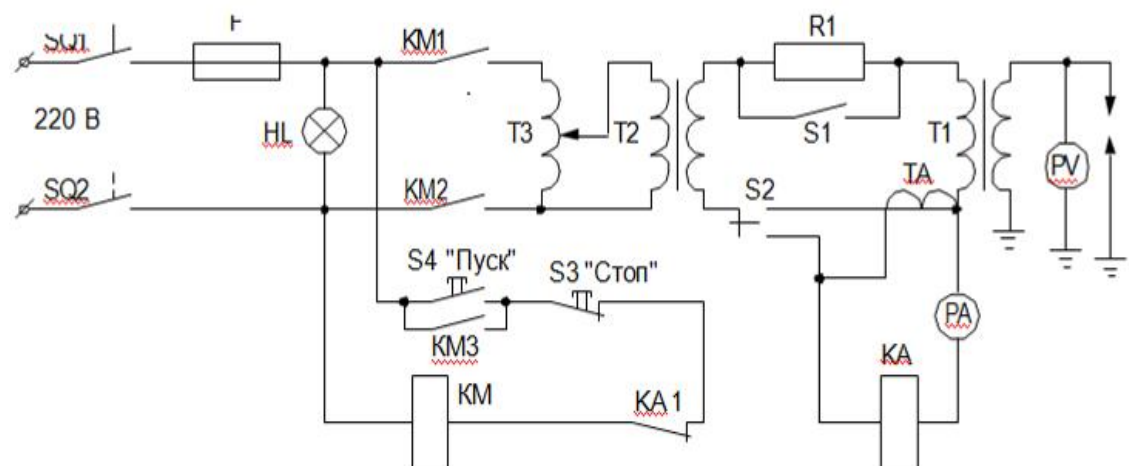 SQ1
F
KM1
R1
220 В
HL
T3
T2
S1
T1
TA
PV
SQ2
KM2
S2
S4 "Пуск"
S3 "Стоп"
KM3
PA
KA
KM
KA 1